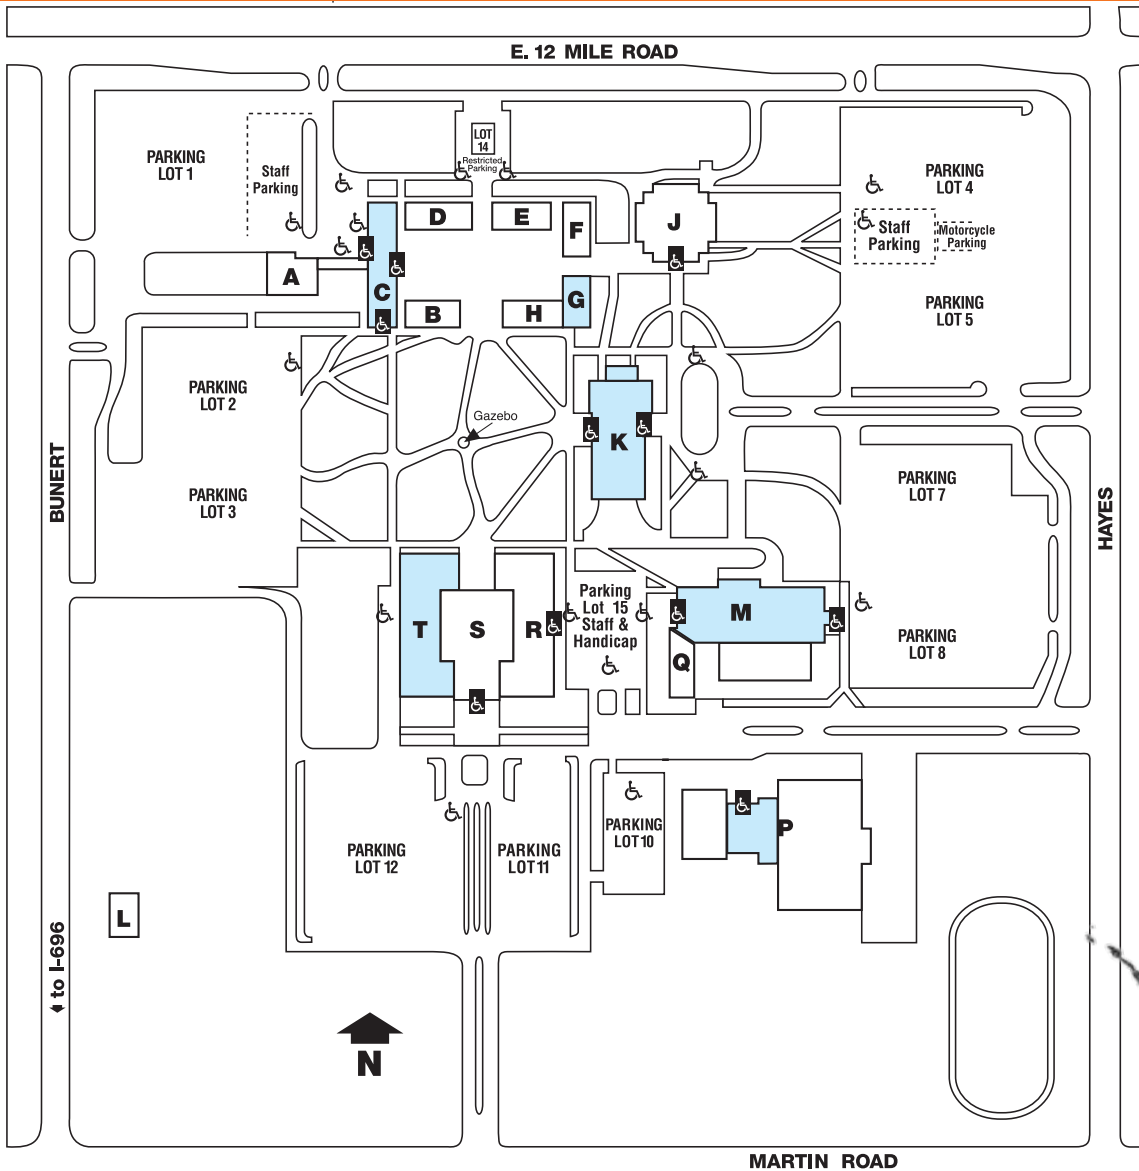 E. 12 MILE ROAD
LOT
14
Restricted
Parking
PARKING
LOT 1
Staff
Parking
PARKING
LOT 4
Staff
Parking
Motorcycle
Parking
D
E
F
J
A
C
G
B
H
PARKING
LOT 5
PARKING
LOT 2
Gazebo
K
PARKING
LOT 3
PARKING
LOT 7
BUNERT
HAYES
Parking
Lot 15
Staff &
Handicap
T
S
R
M
Q
PARKING
LOT 8
PARKING
LOT 12
PARKING
LOT 11
PARKING
LOT 10
P
L
to I-696
N
MARTIN ROAD